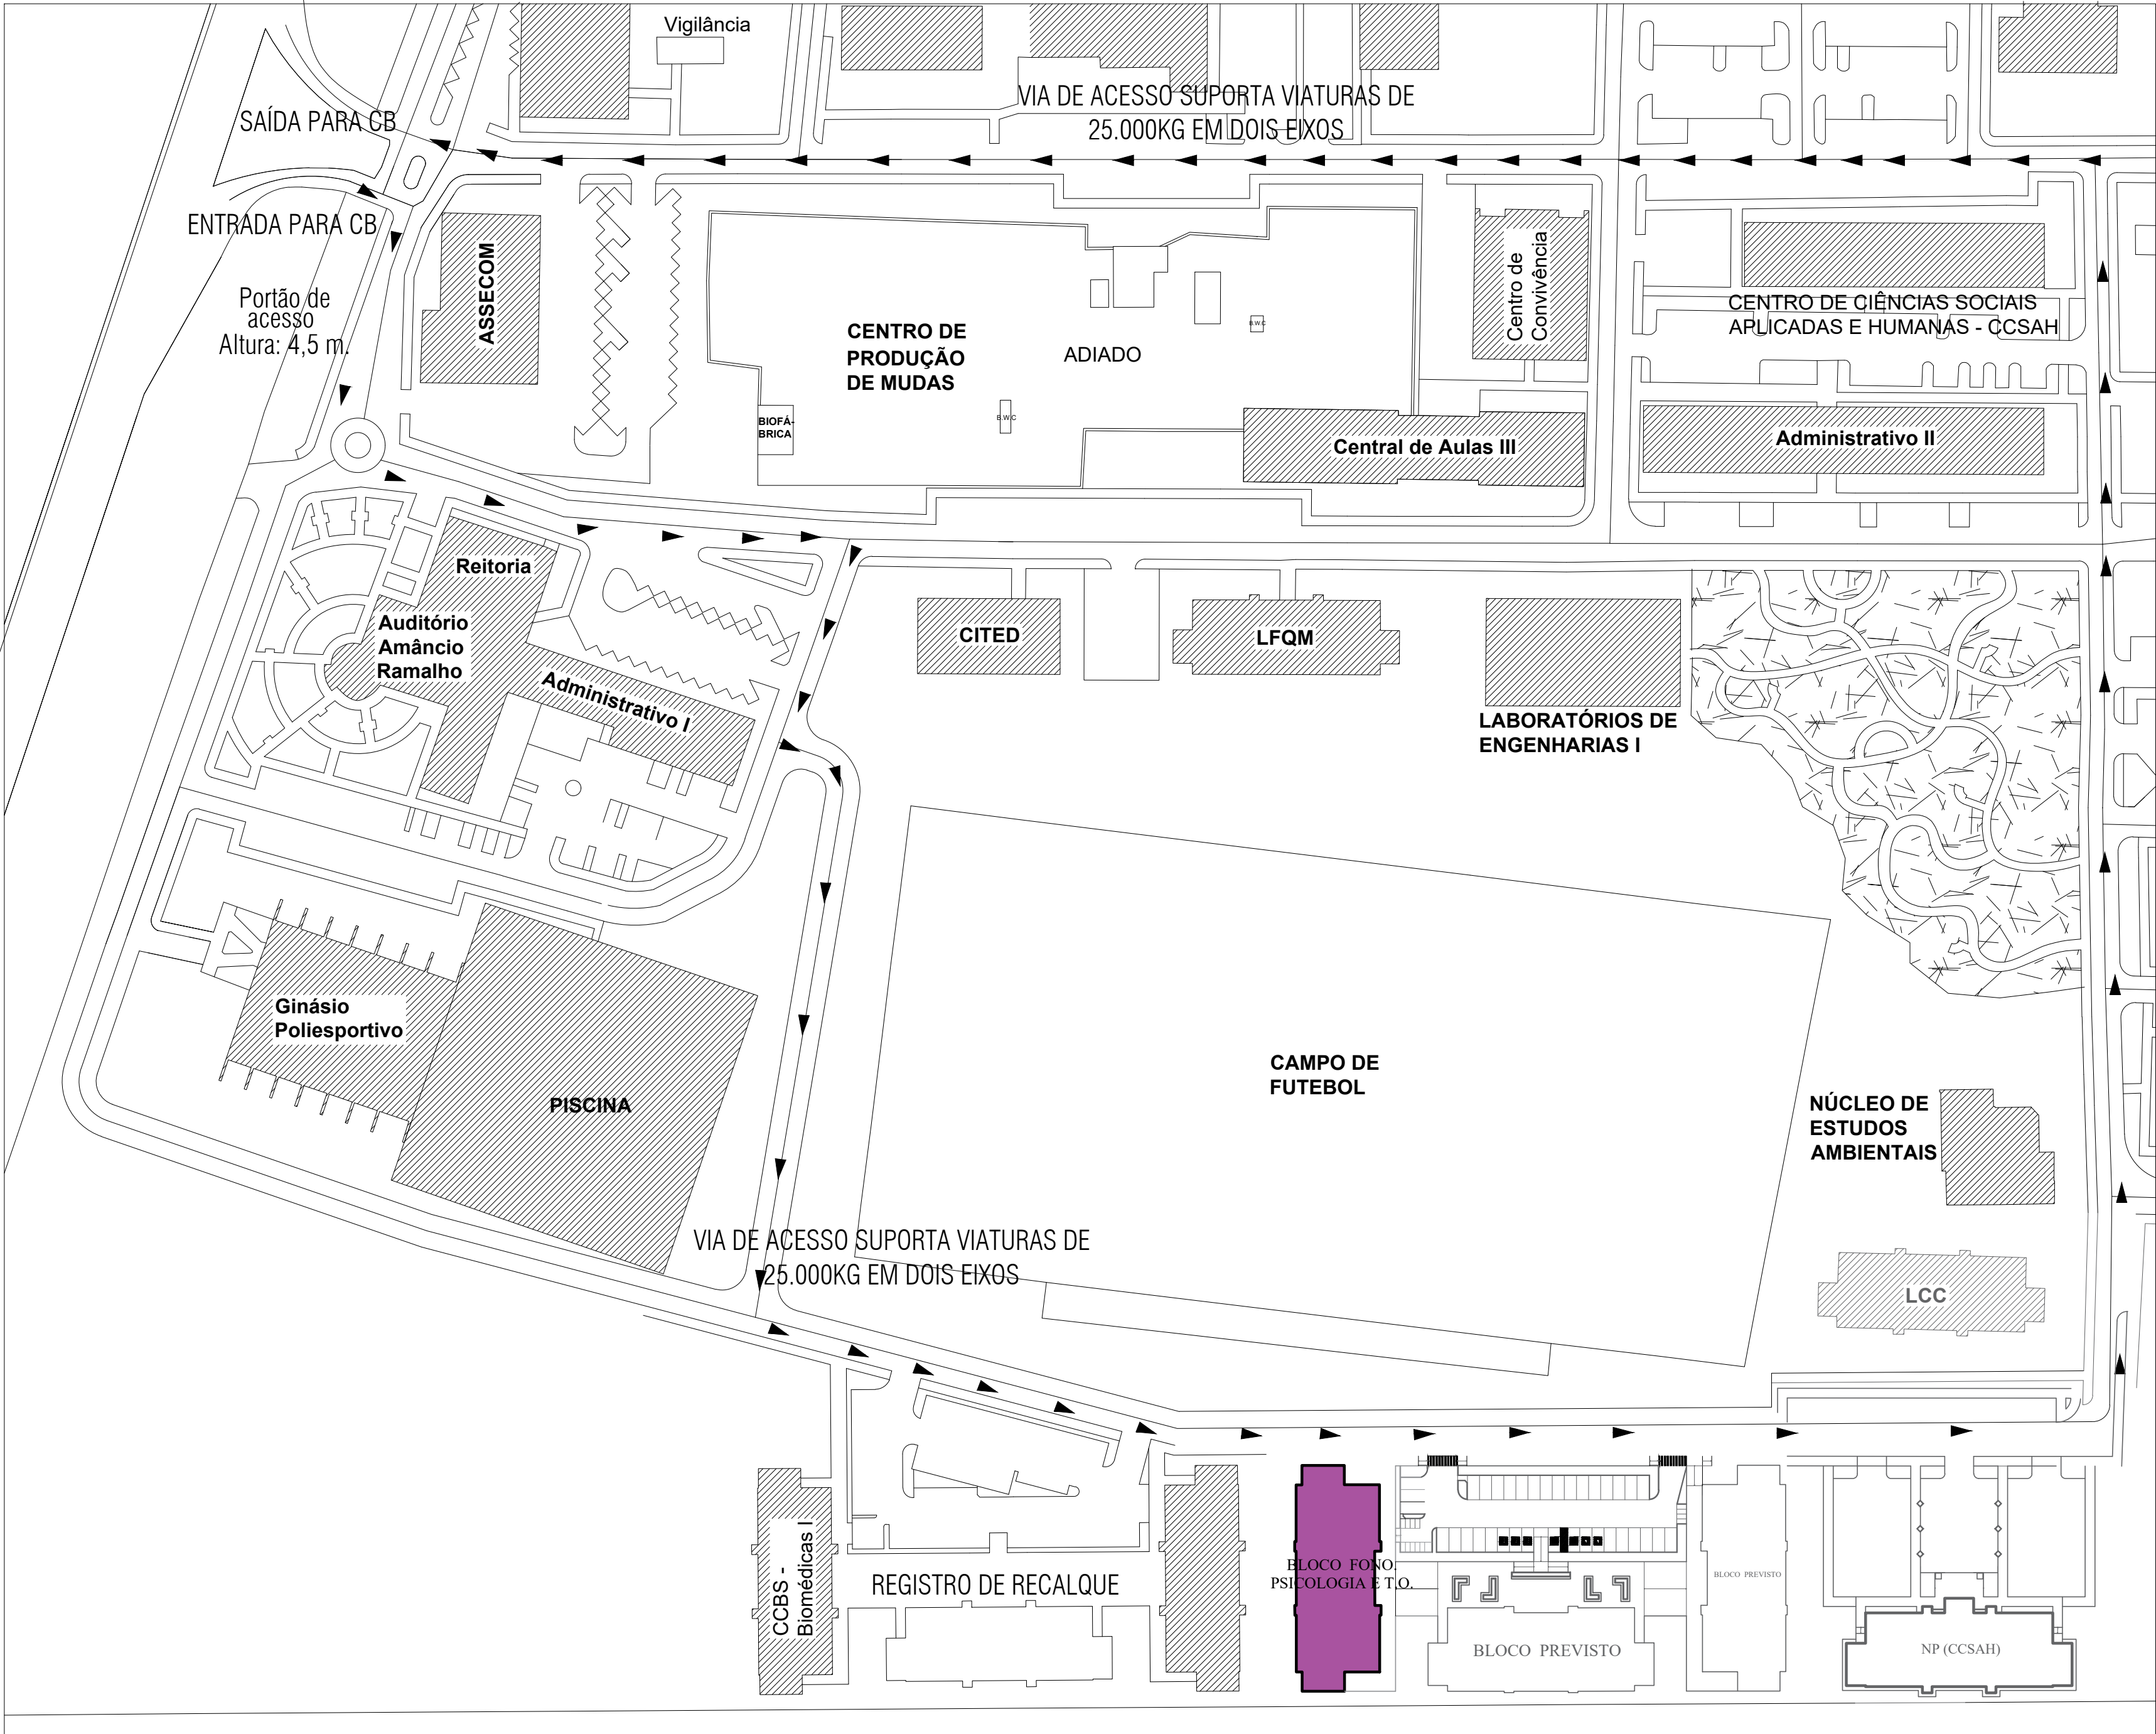 Vigilância
VIA DE ACESSO SUPORTA VIATURAS DE
25.000KG EM DOIS EIXOS
SAÍDA PARA CB
ENTRADA PARA CB
Portão de
acesso
Altura: 4,5 m.
ASSECOM
CENTRO DE
PRODUÇÃO
DE MUDAS
ADIADO
B.W.C
Centro de
Convivência
CENTRO DE CIÊNCIAS SOCIAIS
APLICADAS E HUMANAS - CCSAH
BIOFÁ-
BRICA
B.W.C
Central de Aulas III
Administrativo II
Reitoria
Auditório
Amâncio
Ramalho
Administrativo I
CITED
LFQM
LABORATÓRIOS DE
ENGENHARIAS I
Ginásio
Poliesportivo
PISCINA
CAMPO DE
FUTEBOL
NÚCLEO DE
ESTUDOS
AMBIENTAIS
VIA DE ACESSO SUPORTA VIATURAS DE
25.000KG EM DOIS EIXOS
LCC
CCBS -
Biomédicas I
REGISTRO DE RECALQUE
BLOCO FONO.
PSICOLOGIA E T.O.
BLOCO PREVISTO
BLOCO PREVISTO
NP (CCSAH)